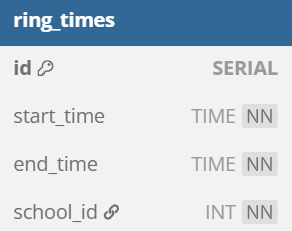 ring_times
id SERIAL
start_time TIME NN
end_time TIME NN
school_id INT NN